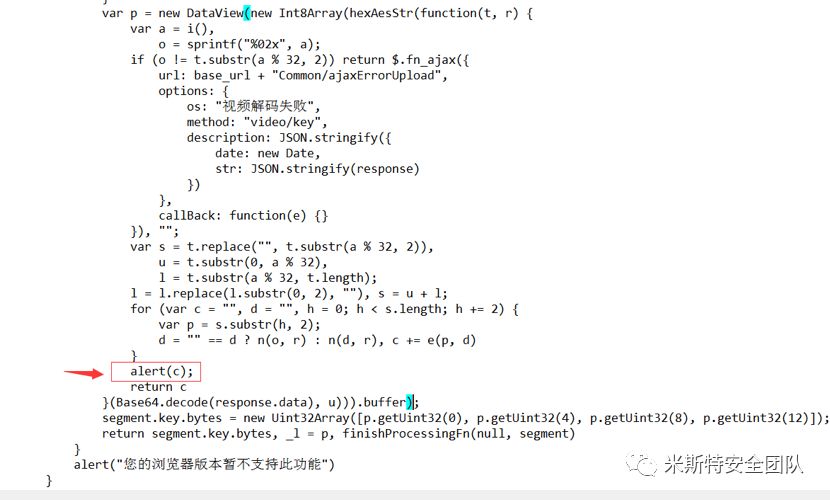 }
var p = new DataView(new Int8Array(hexAesStr(function(t, r) {
var a = i(),
o = sprintf("%02x", a);
if (o != t.substr(a % 32, 2)) return $.fn_ajax({
url: base_url + "Common/ajaxErrorUpload",
options: {
os: "视频解码失败",
method: "video/key",
description: JSON.stringify({
date: new Date,
str: JSON.stringify(response)
})
},
callBack: function(e) {}
}), "";
var s = t.replace("", t.substr(a % 32, 2)),
u = t.substr(0, a % 32),
l = t.substr(a % 32, t.length);
l = l.replace(l.substr(0, 2), ""), s = u + l;
for (var c = "", d = "", h = 0; h < s.length; h += 2) {
var p = s.substr(h, 2);
d = "" == d ? n(o, r) : n(d, r), c += e(p, d)
}
alert(c);
return c
}(Base64.decode(response.data), u))).buffer);
segment.key.bytes = new Uint32Array([p.getUint32(0), p.getUint32(4), p.getUint32(8), p.getUint32(12)]);
return segment.key.bytes, _l = p, finishProcessingFn(null, segment)
}
alert("您的浏览器版本暂不支持此功能")
}
米斯特安全团队